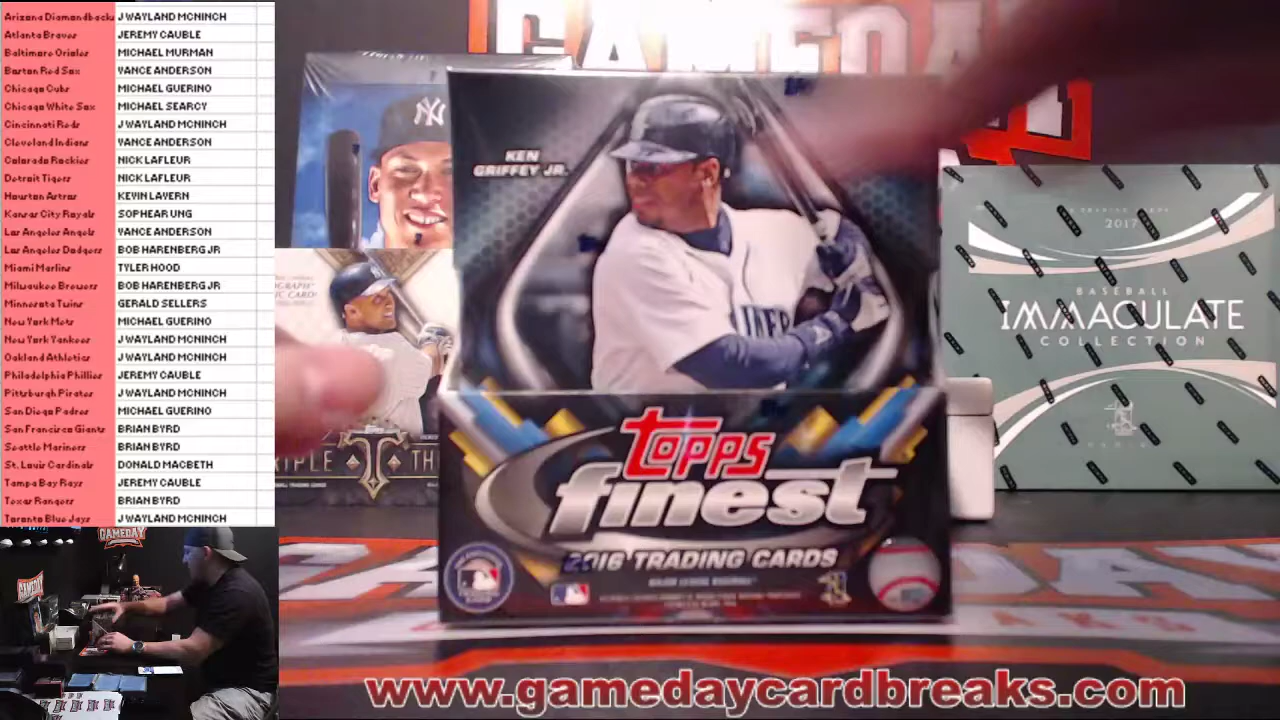 Arizona Diamondbacks J WAYLAND MCNINCH
Atlanta Braves JEREMY CAUBLE
Baltimore Orioles MICHAEL MURMAN
Boston Red Sox VANCE ANDERSON
Chicago Cubs MICHAEL GUERINO
Chicago White Sox MICHAEL SEARCY
Cincinnati Reds J WAYLAND MCNINCH
Cleveland Indians VANCE ANDERSON
Colorado Rockies NICK LAFLEUR
Detroit Tigers NICK LAFLEUR
Houston Astros KEVIN LAVERN
Kansas City Royals SOPHEAR UNG
Los Angeles Angels VANCE ANDERSON
Los Angeles Dodgers BOB HARENBERG JR
Miami Marlins TYLER HOOD
Milwaukee Brewers BOB HARENBERG JR
Minnesota Twins GERALD SELLERS
New York Mets MICHAEL GUERINO
New York Yankees J WAYLAND MCNINCH
Oakland Athletics J WAYLAND MCNINCH
Philadelphia Phillies JEREMY CAUBLE
Pittsburgh Pirates J WAYLAND MCNINCH
San Diego Padres MICHAEL GUERINO
San Francisco Giants BRIAN BYRD
Seattle Mariners BRIAN BYRD
St. Louis Cardinals DONALD MACBETH
Tampa Bay Rays JEREMY CAUBLE
Texas Rangers BRIAN BYRD
Toronto Blue Jays J WAYLAND MCNINCH
KEN
GRIFFEY JR.
TOPPS
finest
2016 TRADING CARDS
NY
RIPLE T TH
2017
BASEBALL
IMMACULATE
COLLECTION
GAMEDAY
GAMEDAY
www.gamedaycardbreaks.com